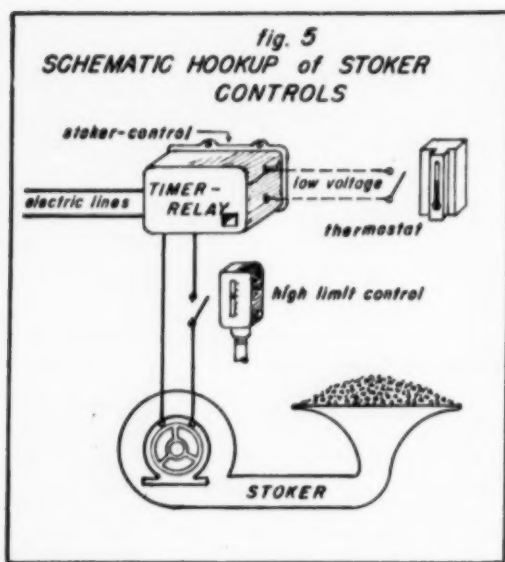 fig. 5
SCHEMATIC HOOKUP of STOKER
CONTROLS
stoker-control
TIMER-
RELAY
electric lines
low voltage
thermostat
high limit control
STOKER